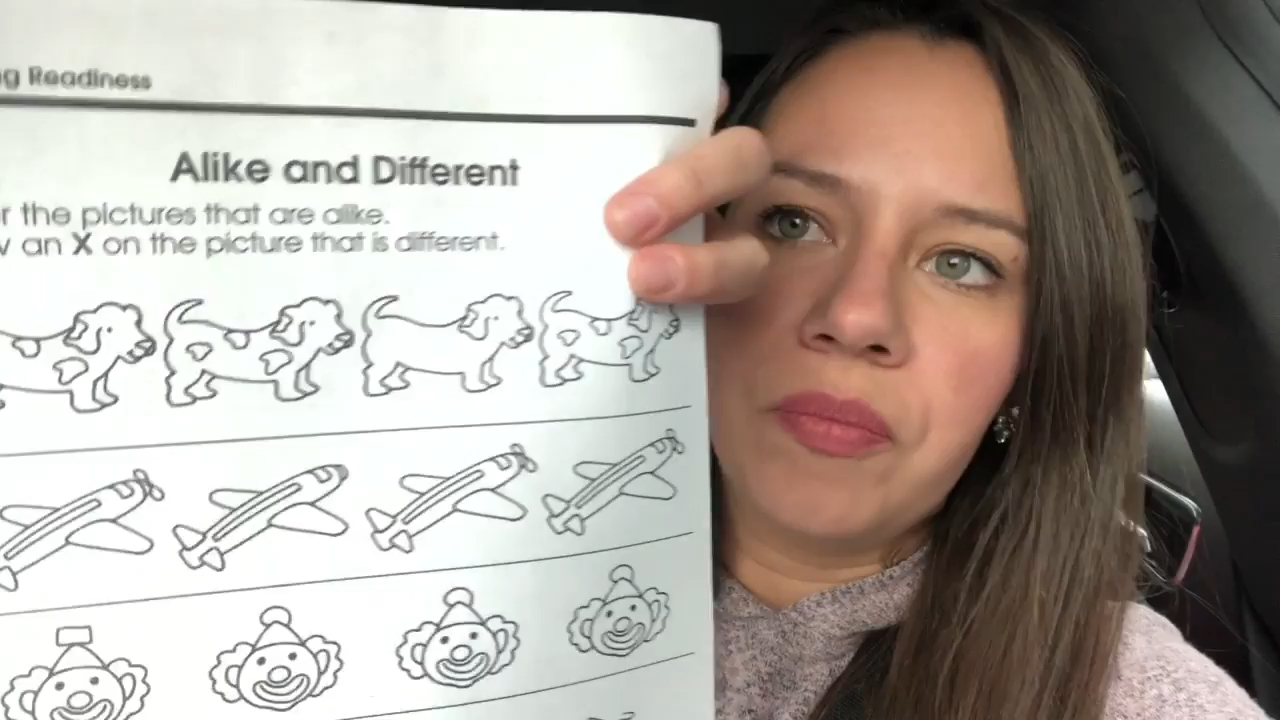 g Readiness
Alike and Different
r the pictures that are alike.
v an X on the picture that is different.